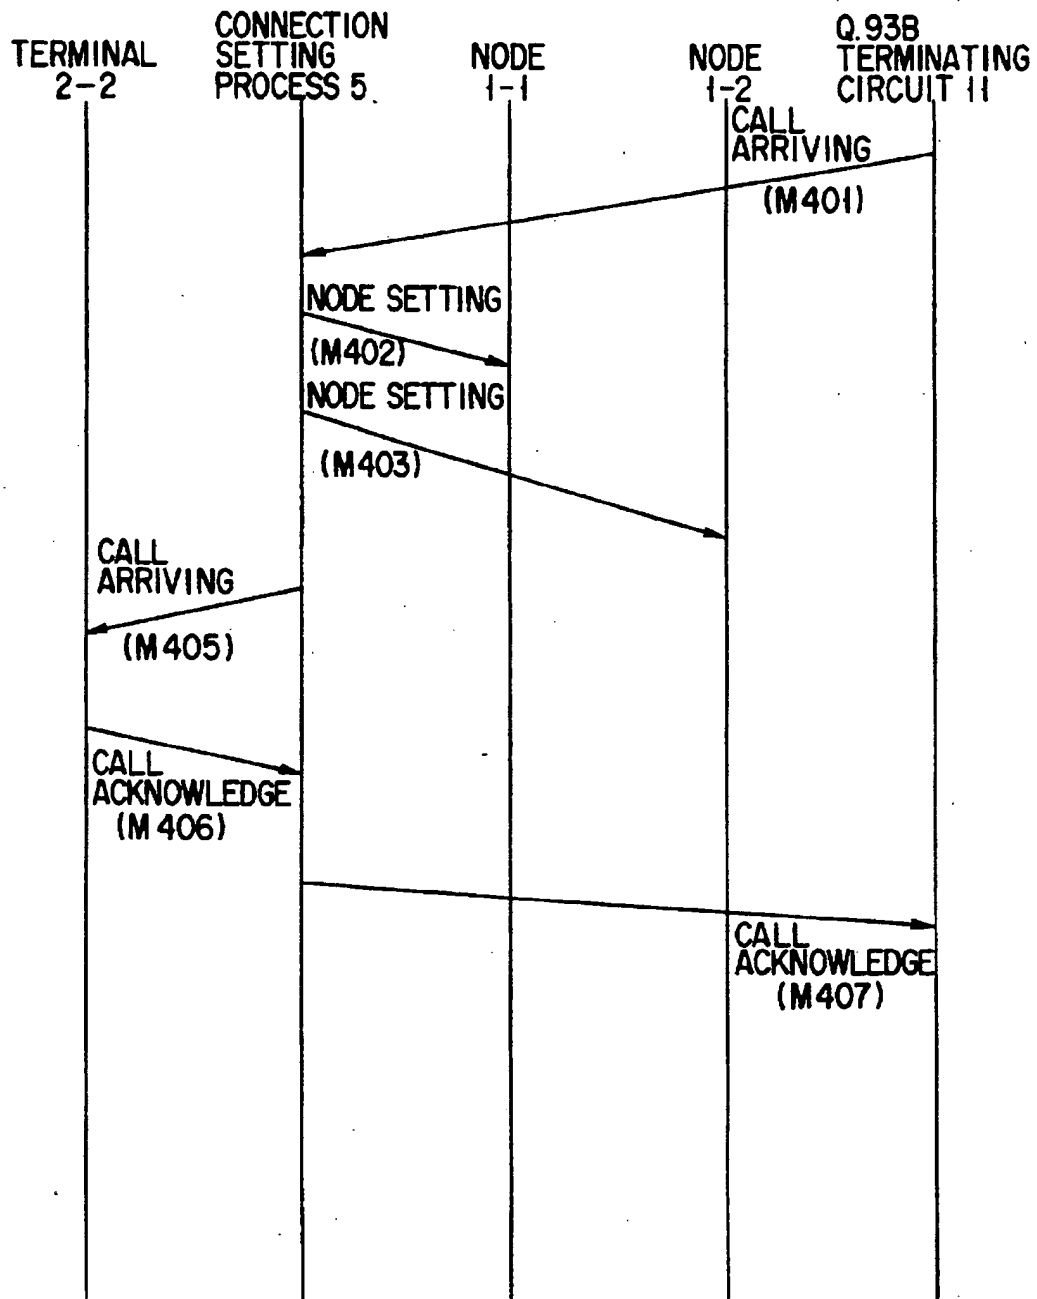 TERMINAL
2-2
CONNECTION
SETTING
PROCESS 5
NODE
1-1
NODE
1-2
Q.93B
TERMINATING
CIRCUIT 11
CALL
ARRIVING
(M401)
NODE SETTING
(M402)
NODE SETTING
(M403)
CALL
ARRIVING
(M405)
CALL
ACKNOWLEDGE
(M406)
CALL
ACKNOWLEDGE
(M407)